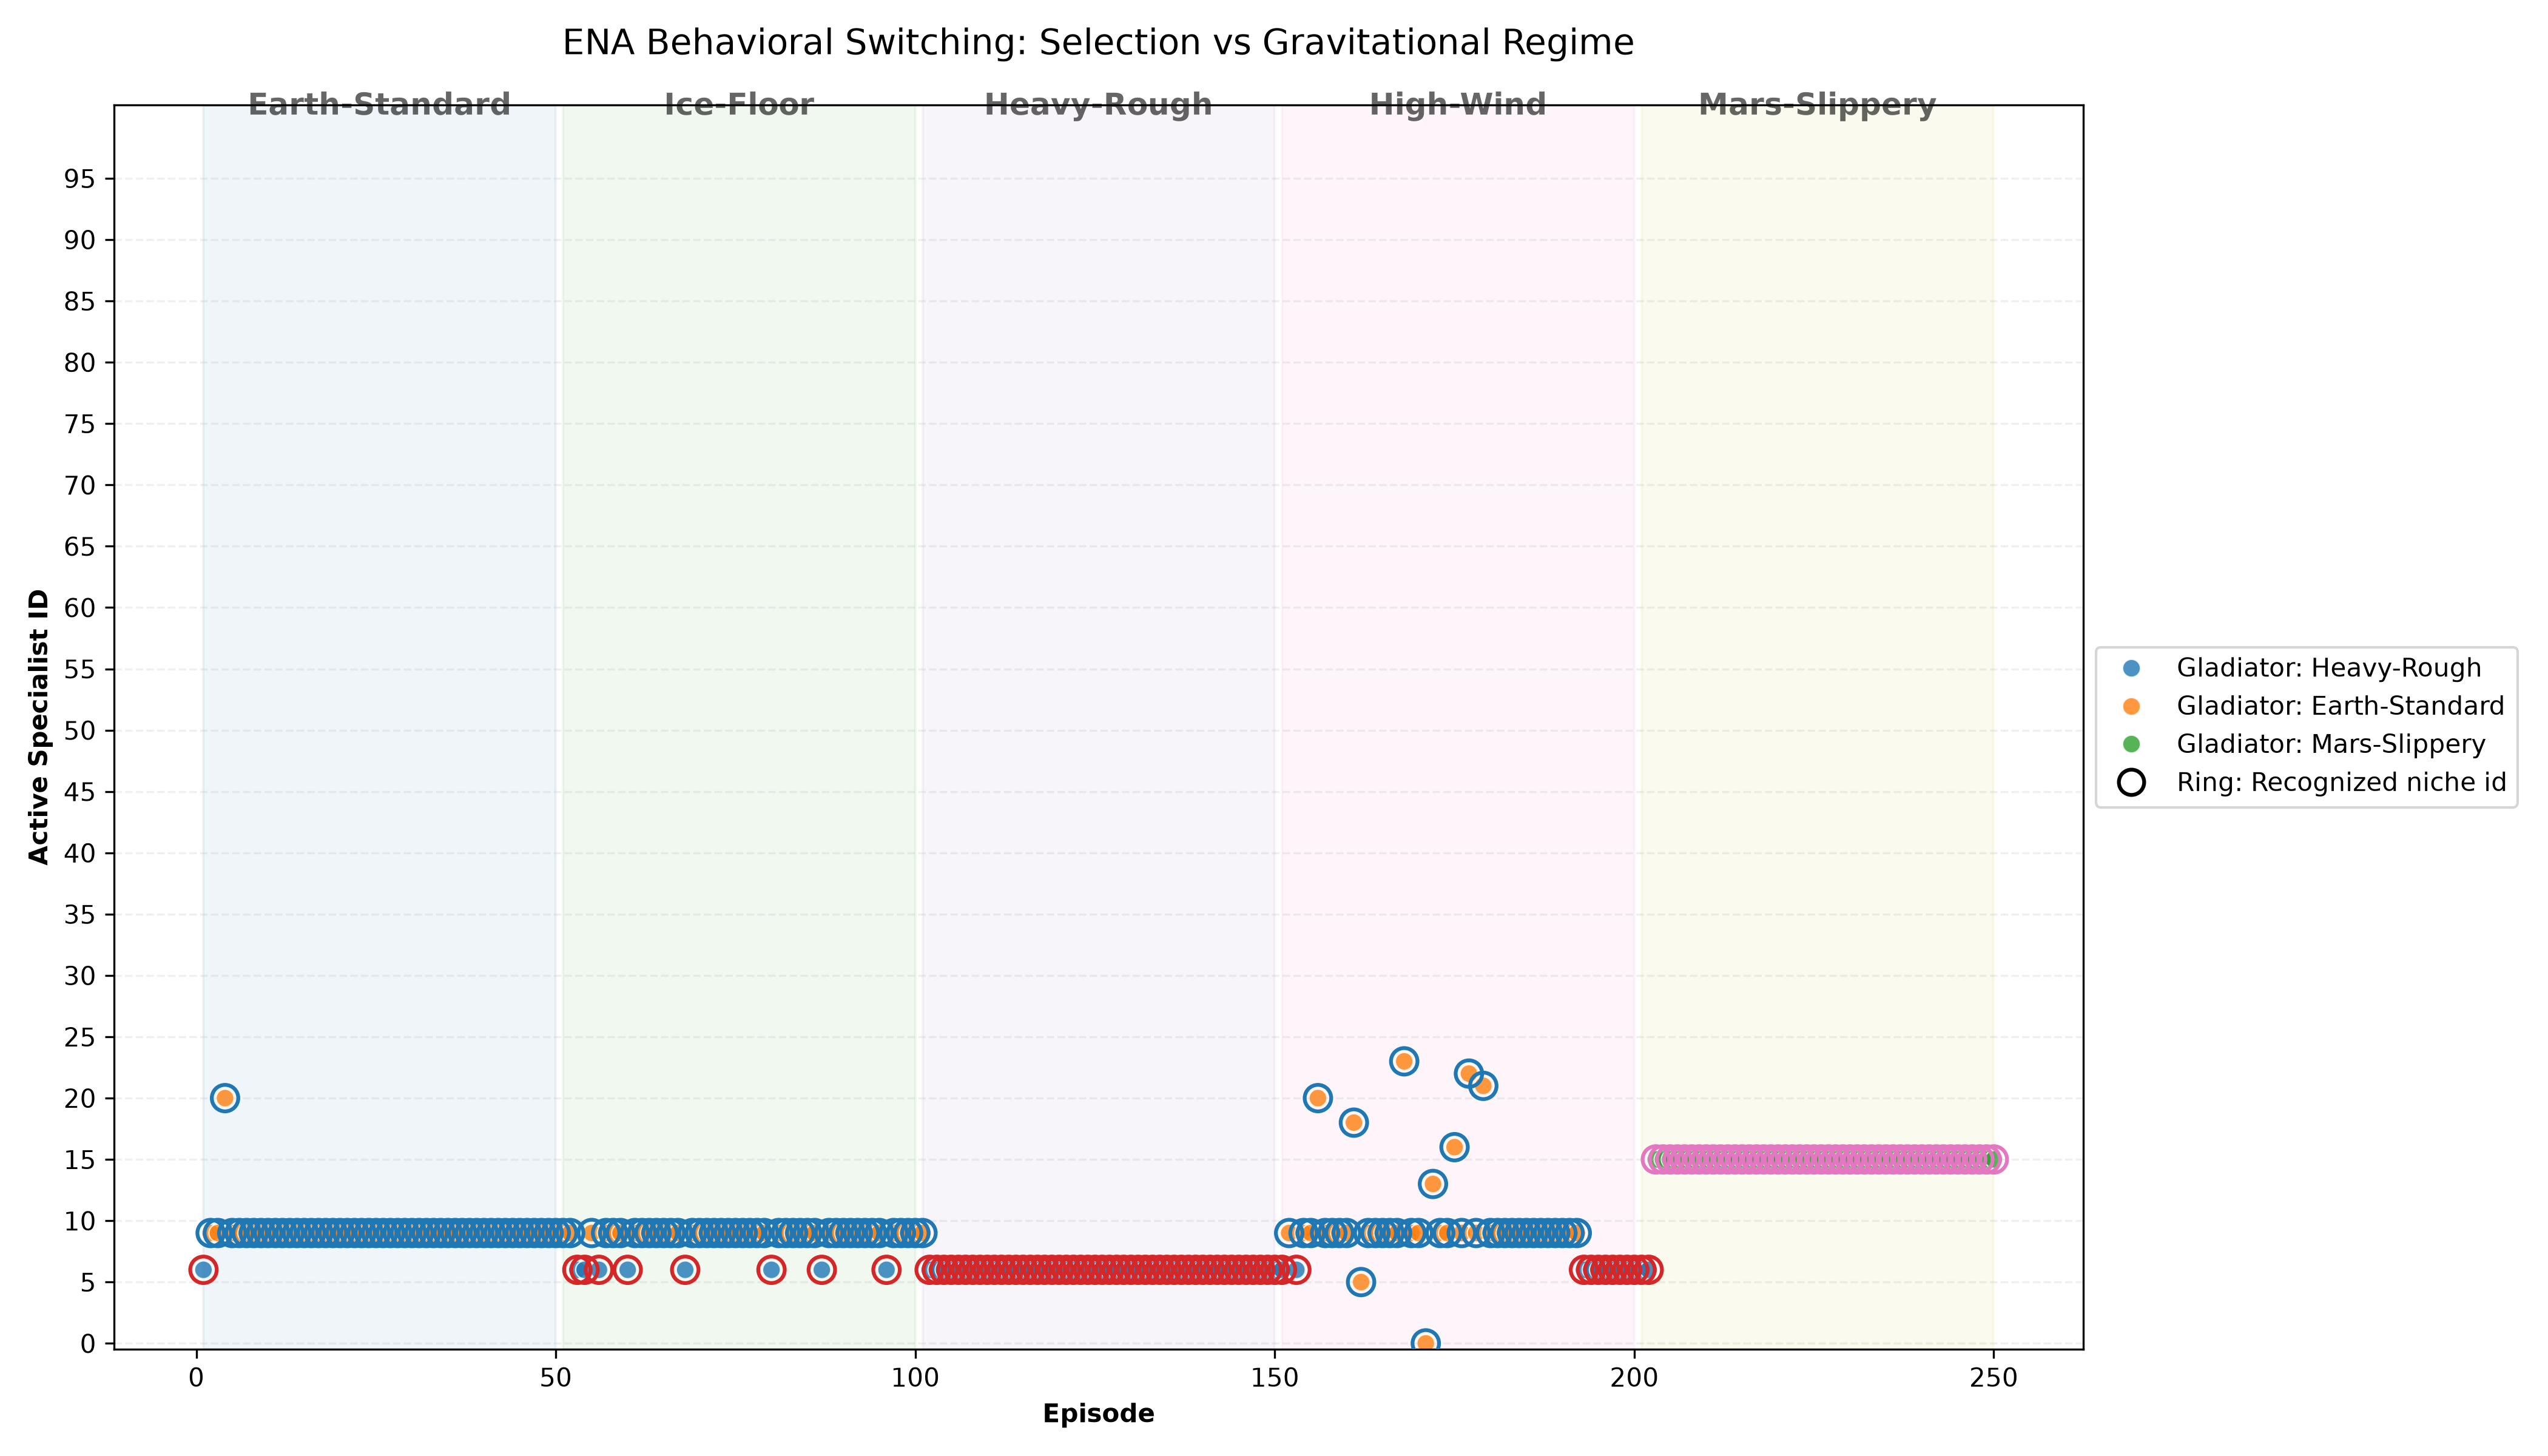 ENA Behavioral Switching: Selection vs Gravitational Regime
Earth-Standard Ice-Floor Heavy-Rough High-Wind Mars-Slippery
95
90
85
80
75
70
65
60
55
50
45
40
35
30
25
20
15
10
5
0
Active Specialist ID
0 50 100 150 200 250
Episode
Gladiator: Heavy-Rough
Gladiator: Earth-Standard
Gladiator: Mars-Slippery
Ring: Recognized niche id